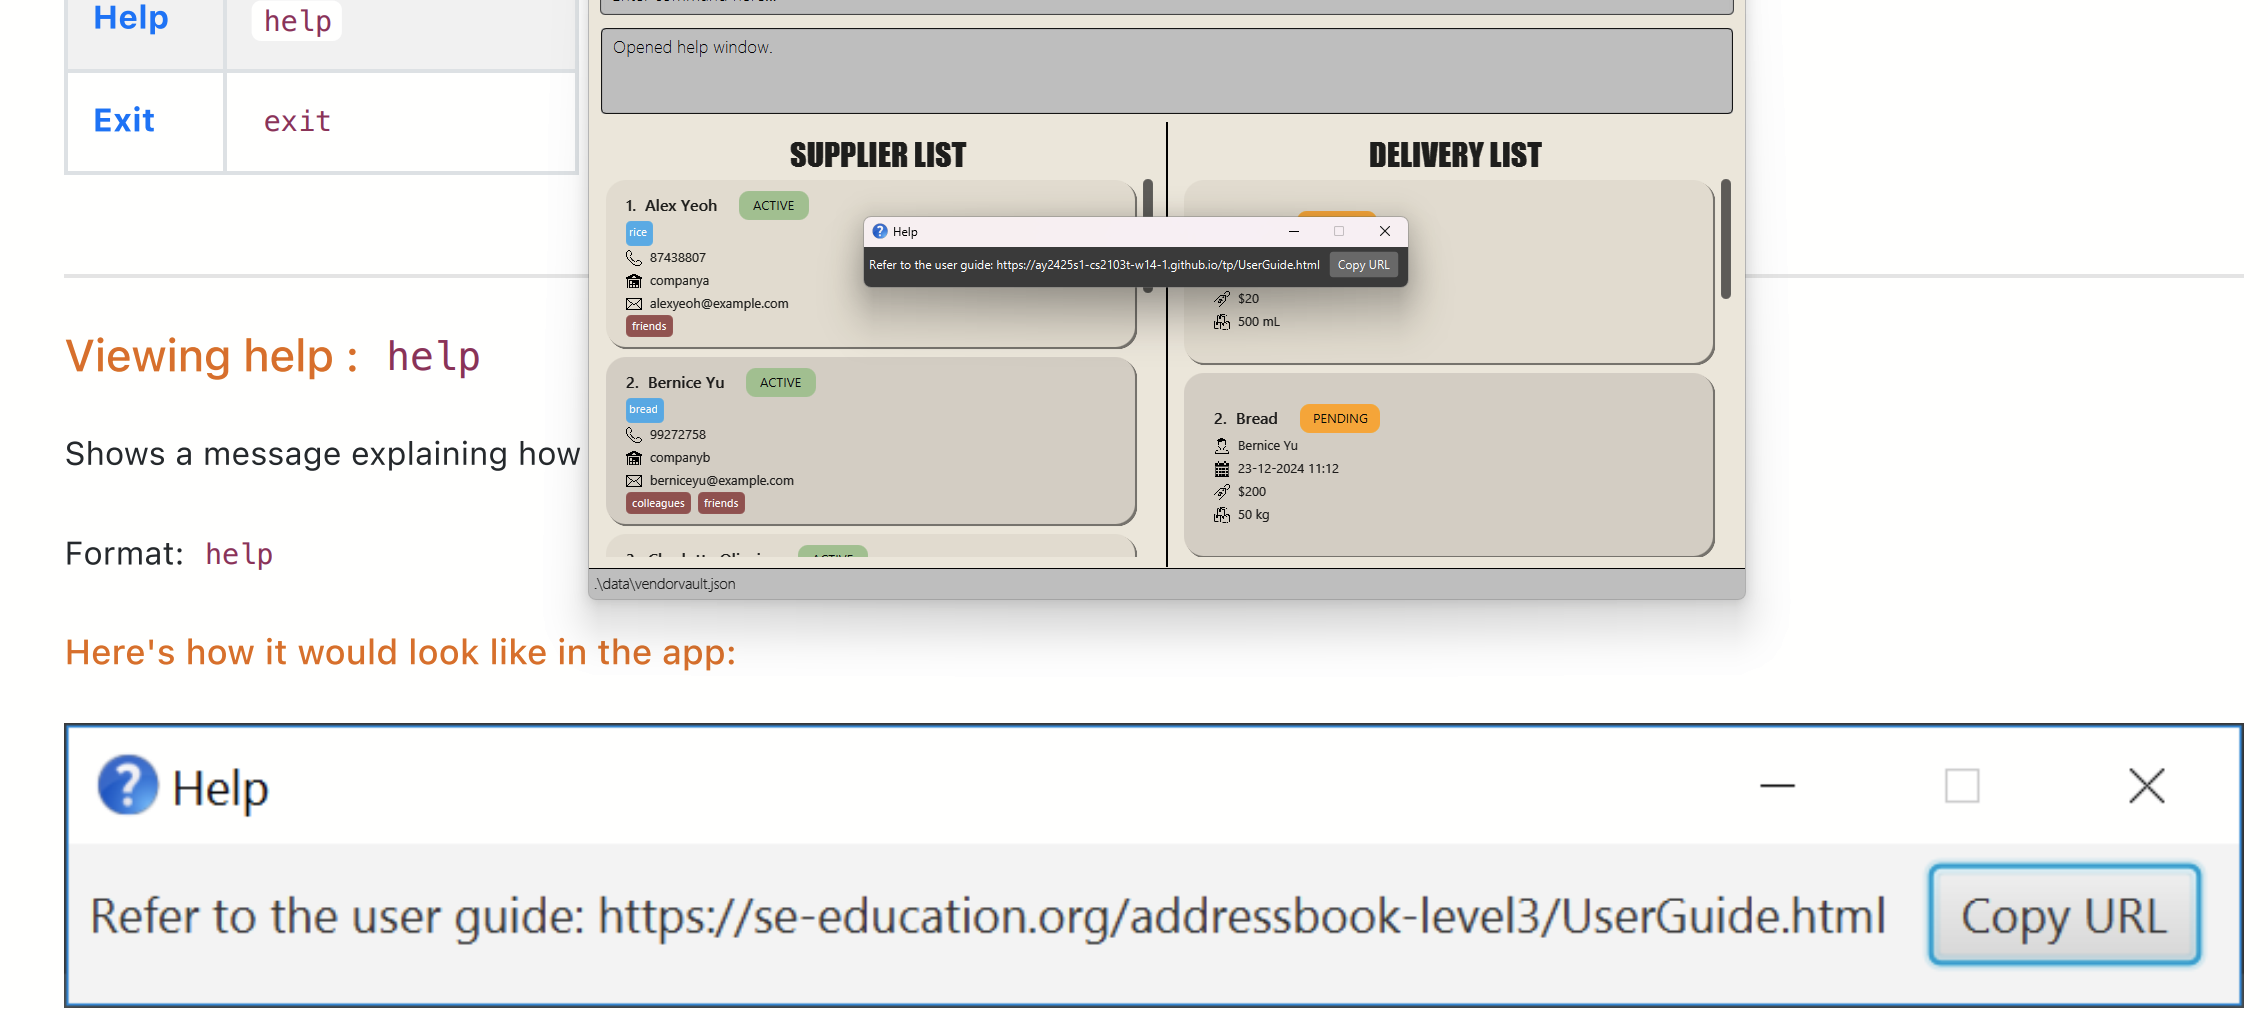 Help help
Exit exit
Opened help window.
SUPPLIER LIST
1. Alex Yeoh ACTIVE
rice
87438807
companya
alexyeoh@example.com
friends
2. Bernice Yu ACTIVE
bread
99272758
companyb
berniceyu@example.com
colleagues friends
DELIVERY LIST
$20
500 mL
2. Bread PENDING
Bernice Yu
23-12-2024 11:12
$200
50 kg
Help
Refer to the user guide: https://ay2425s1-cs2103t-w14-1.github.io/tp/UserGuide.html Copy URL
.\data\vendorvault.json
Viewing help : help
Shows a message explaining how
Format: help
Here's how it would look like in the app:
Help
Refer to the user guide: https://se-education.org/addressbook-level3/UserGuide.html Copy URL